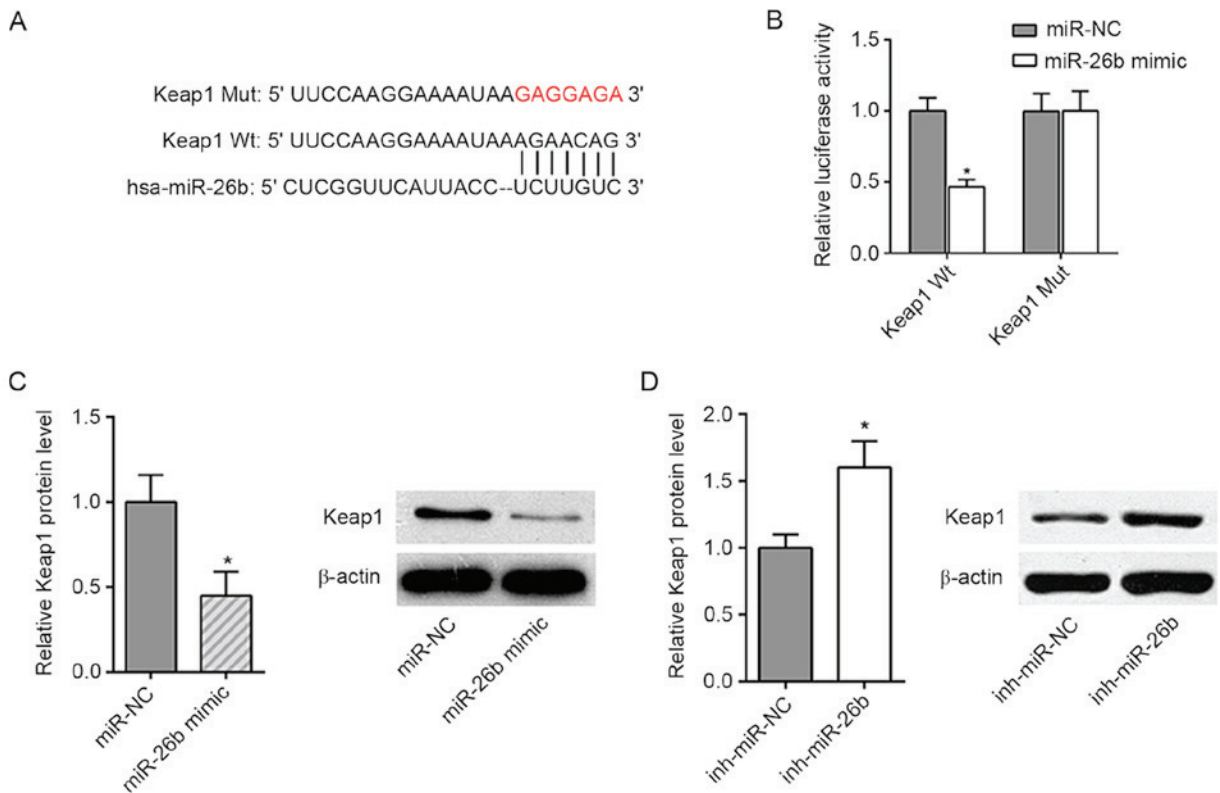 A
Keap1 Mut: 5' UUCCAAGGAAAAUAAGAGGAGA 3'
Keap1 Wt: 5' UUCCAAGGAAAAUAAAGAACAG 3'
hsa-miR-26b: 5' CUCGGUUCAUUACC--UCUUGUC 3'
B
miR-NC
miR-26b mimic
Relative luciferase activity
1.5
1.0
0.5
0.0
*
Keap1 Wt
Keap1 Mut
C
Relative Keap1 protein level
1.5
1.0
0.5
0.0
*
miR-NC
miR-26b mimic
Keap1
β-actin
miR-NC
miR-26b mimic
D
Relative Keap1 protein level
2.0
1.5
1.0
0.5
0.0
*
inh-miR-NC
inh-miR-26b
Keap1
β-actin
inh-miR-NC
inh-miR-26b